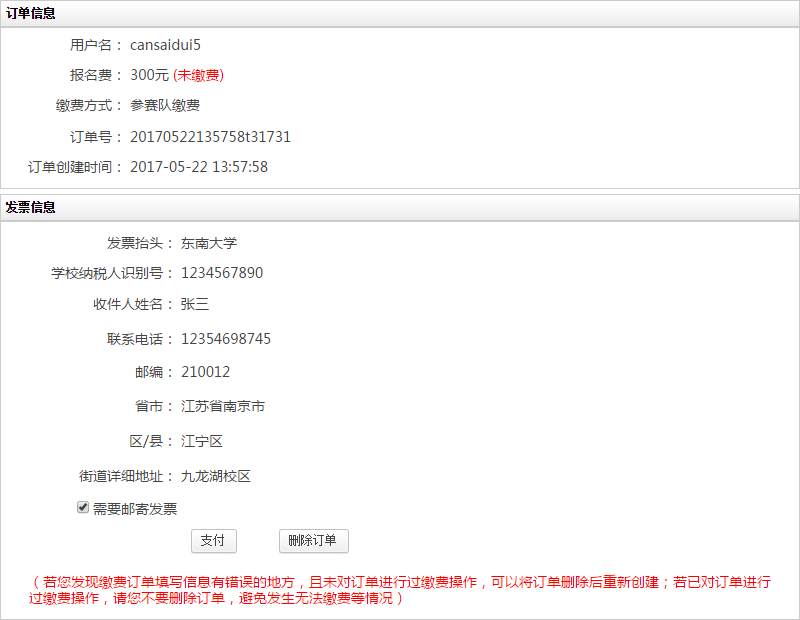 订单信息
用户名： cansaidui5
报名费： 300元 (未缴费)
缴费方式： 参赛队缴费
订单号： 20170522135758t31731
订单创建时间： 2017-05-22 13:57:58
发票信息
发票抬头： 东南大学
学校纳税人识别号： 1234567890
收件人姓名： 张三
联系电话： 12354698745
邮编： 210012
省市： 江苏省南京市
区/县： 江宁区
街道详细地址： 九龙湖校区
需要邮寄发票
支付 删除订单
（若您发现缴费订单填写信息有错误的地方，且未对订单进行过缴费操作，可以将订单删除后重新创建；若已对订单进行
过缴费操作，请您不要删除订单，避免发生无法缴费等情况）